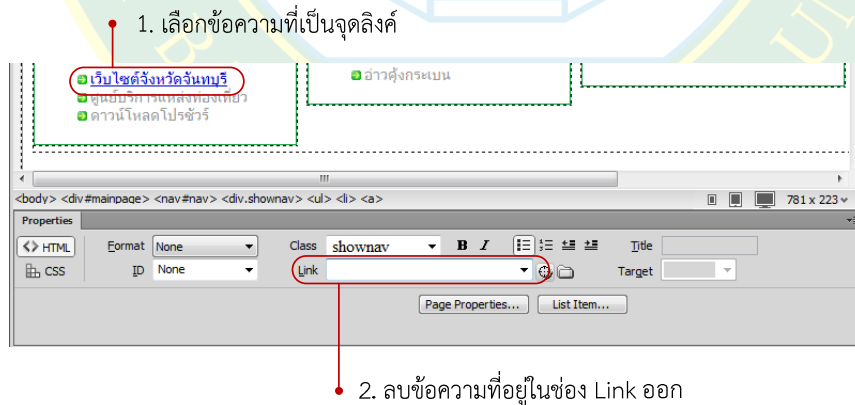 1. เลือกข้อความที่เป็นจุดลิงค์
เว็บไซต์จังหวัดจันทบุรี
ศูนย์บริการแหล่งท่องเที่ยว
ดาวน์โหลดโปรชัวร์
อ่าวคุ้งกระเบน
<body> <div#mainpage> <nav#nav> <div.shownav> <ul> <li> <a>
781 x 223
Properties
<> HTML Format None Class shownav B I Title
CSS ID None Link Target
Page Properties... List Item...
2. ลบข้อความที่อยู่ในช่อง Link ออก